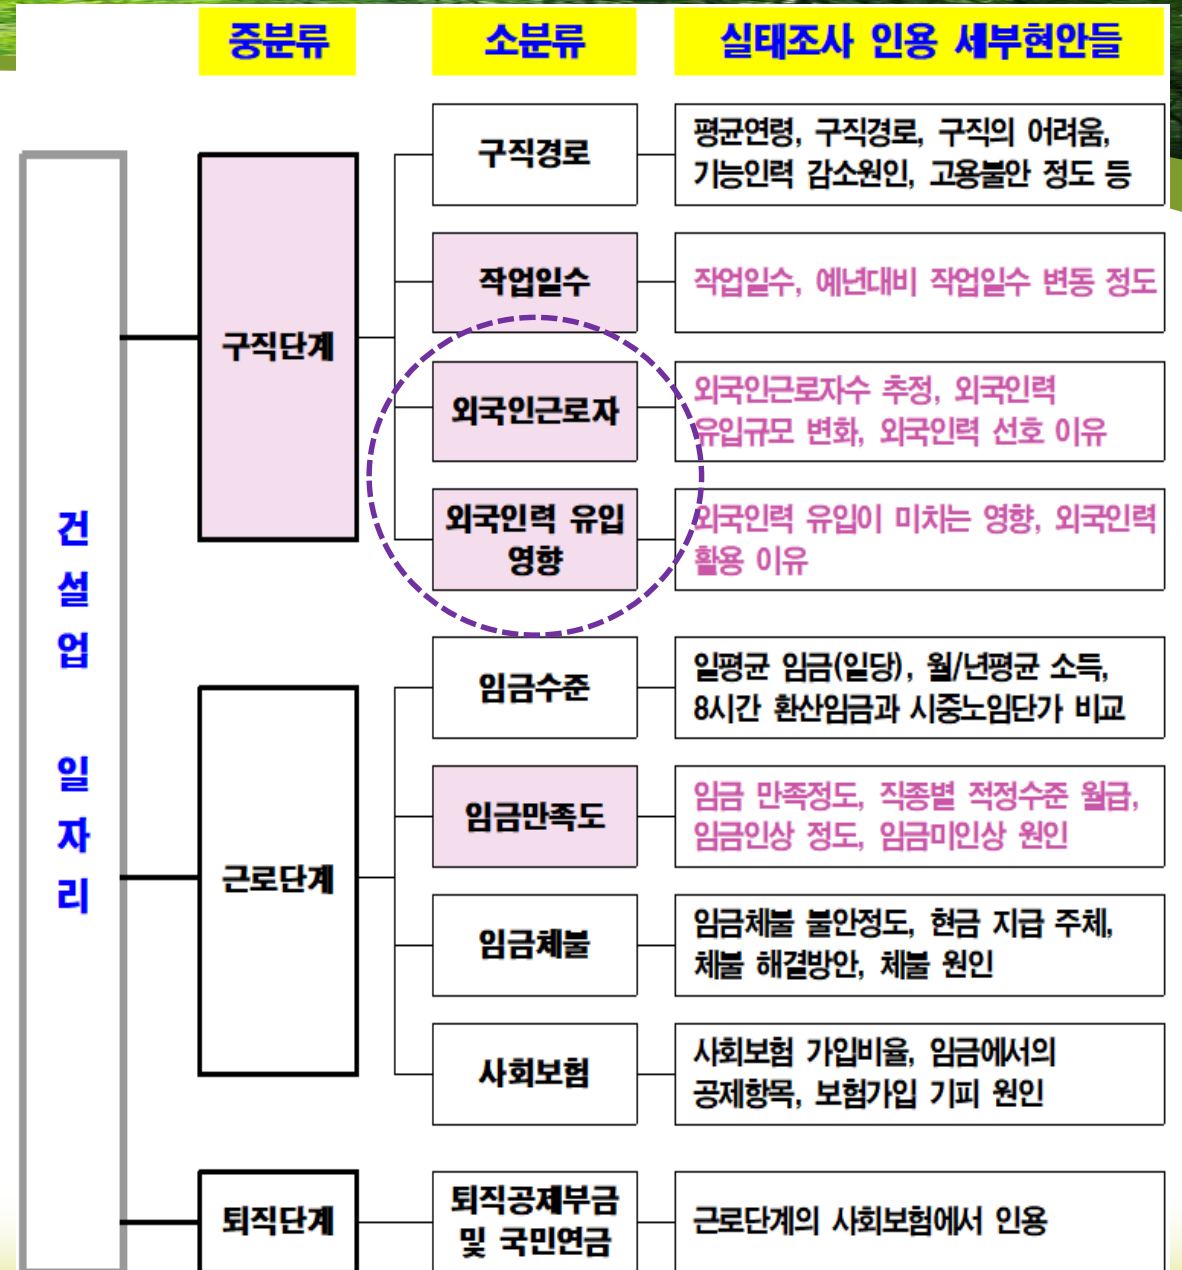 중분류
소분류
실태조사 인용 세부현안들
건설업 일자리
구직단계
구직경로
평균연령, 구직경로, 구직의 어려움,
기능인력 감소원인, 고용불안 정도 등
작업일수
작업일수, 예년대비 작업일수 변동 정도
외국인근로자
외국인근로자수 추정, 외국인력
유입규모 변화, 외국인력 선호 이유
외국인력 유입
영향
외국인력 유입이 미치는 영향, 외국인력
활용 이유
근로단계
임금수준
일평균 임금(일당), 월/년평균 소득,
8시간 환산임금과 시중노임단가 비교
임금만족도
임금 만족정도, 직종별 적정수준 월급,
임금인상 정도, 임금미인상 원인
임금체불
임금체불 불안정도, 현금 지급 주체,
체불 해결방안, 체불 원인
사회보험
사회보험 가입비율, 임금에서의
공제항목, 보험가입 기피 원인
퇴직단계
퇴직공제부금
및 국민연금
근로단계의 사회보험에서 인용